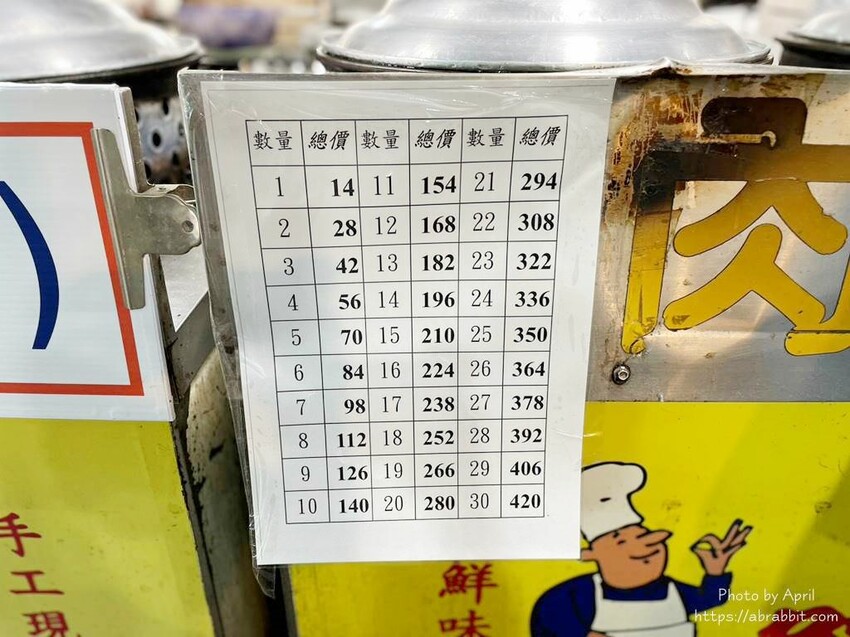 數量 總價 數量 總價 數量 總價
1 14 11 154 21 294
2 28 12 168 22 308
3 42 13 182 23 322
4 56 14 196 24 336
5 70 15 210 25 350
6 84 16 224 26 364
7 98 17 238 27 378
8 112 18 252 28 392
9 126 19 266 29 406
10 140 20 280 30 420
肉
手工現
鮮味
Photo by April
https://abrabbit.com